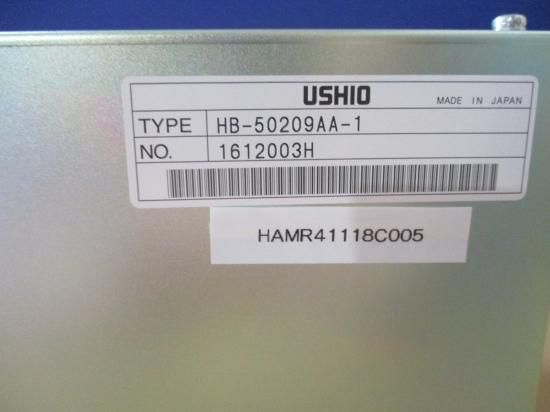 USHIO
MADE IN JAPAN
TYPE HB-50209AA-1
NO. 1612003H
HAMR41118C005